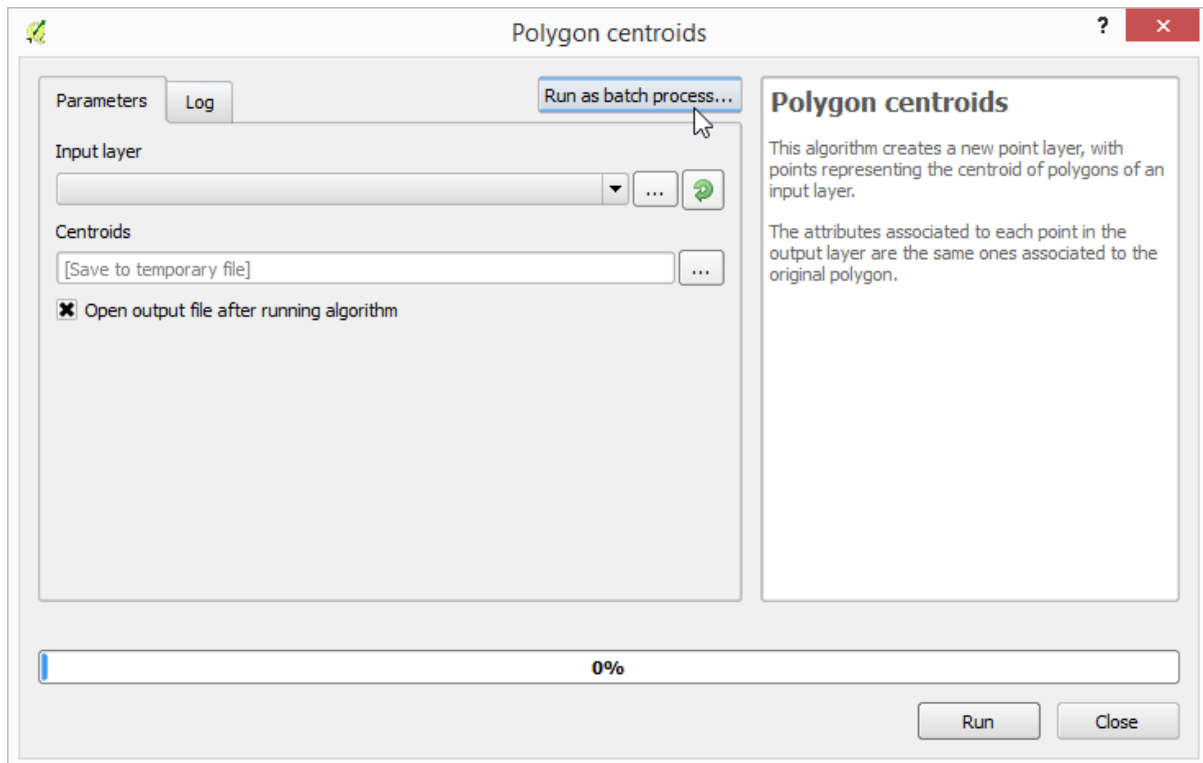 Polygon centroids
?
Parameters
Log
Run as batch process...
Input layer
...
Centroids
[Save to temporary file]
...
Open output file after running algorithm
Polygon centroids
This algorithm creates a new point layer, with
points representing the centroid of polygons of an
input layer.
The attributes associated to each point in the
output layer are the same ones associated to the
original polygon.
0%
Run
Close